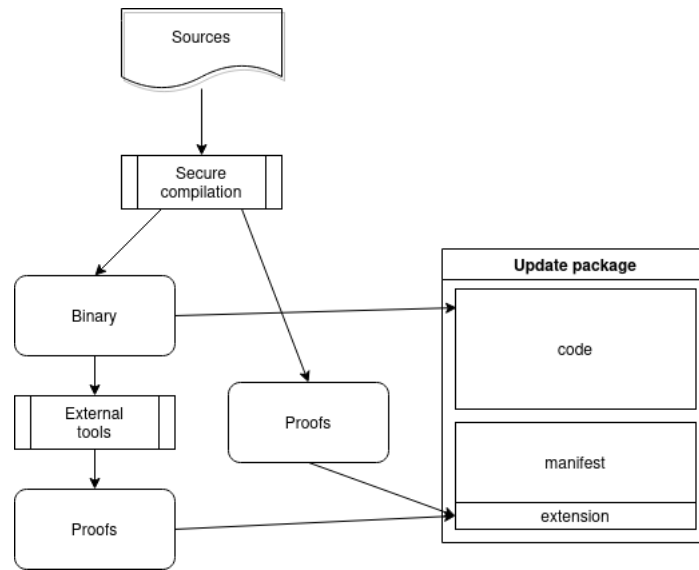 Sources
Secure
compilation
Update package
Binary
code
External
tools
Proofs
manifest
extension
Proofs